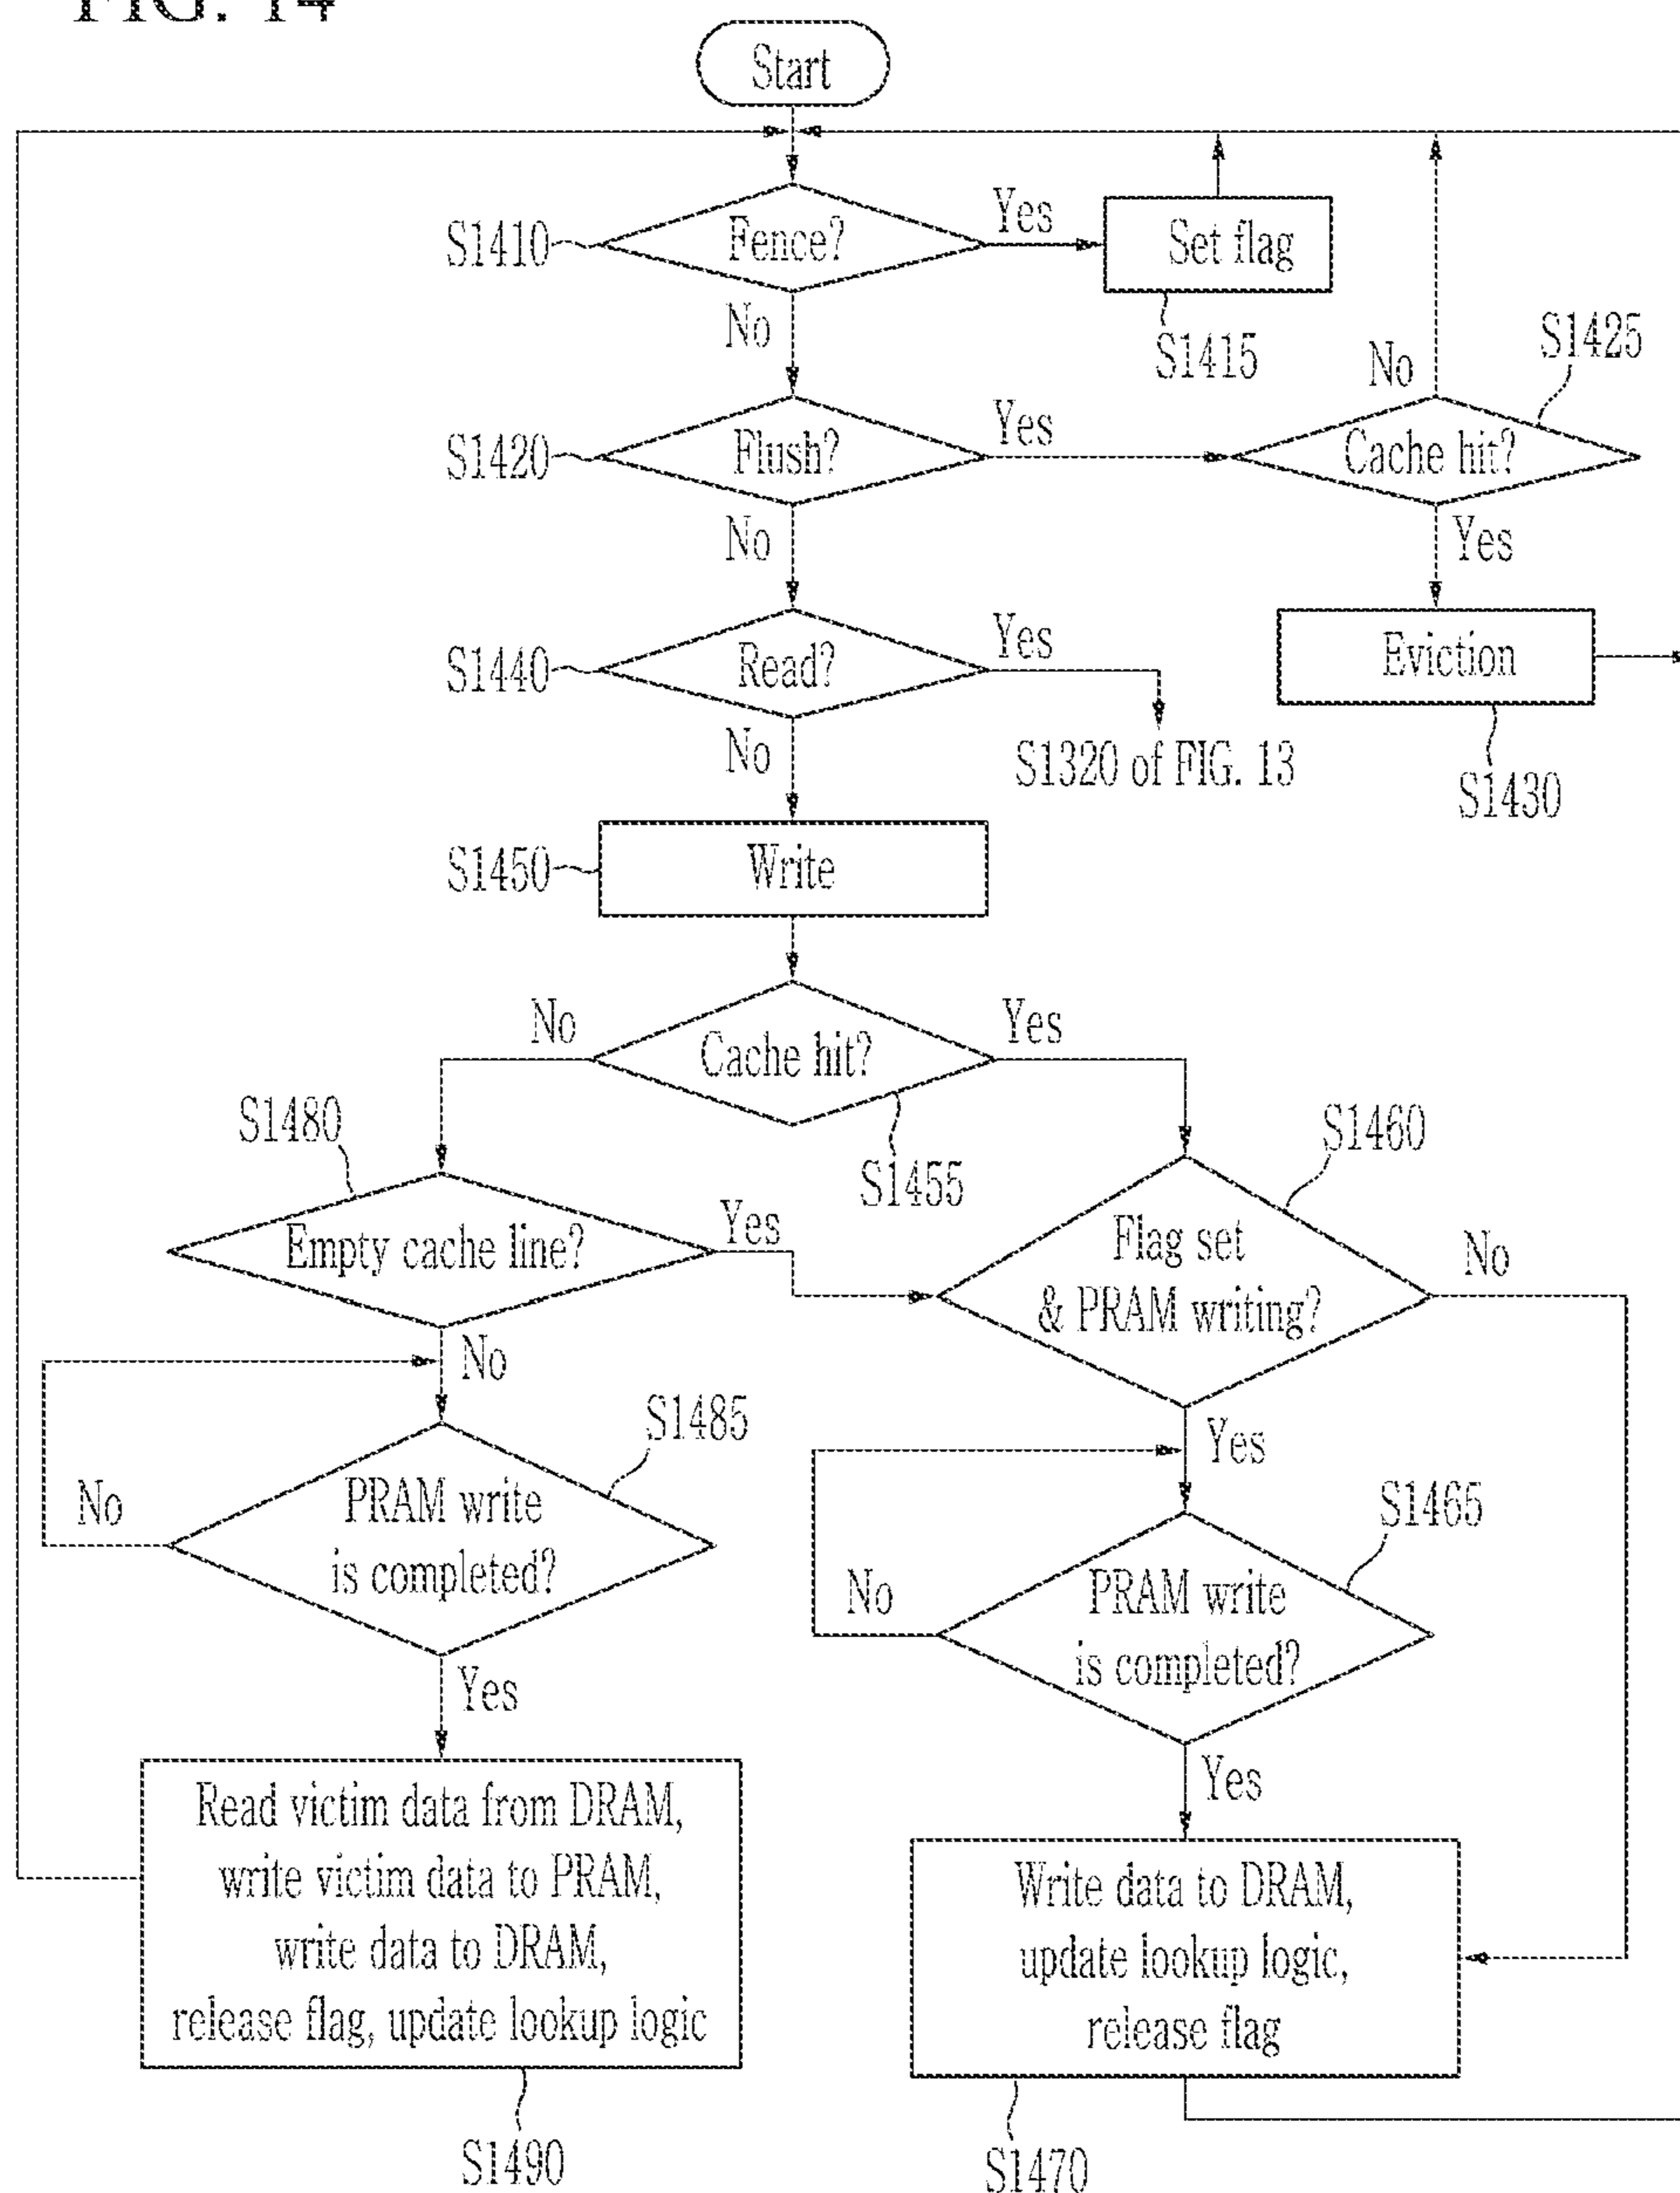 FIG. 14
Start
S1410
Fence?
Yes
Set flag
S1415
No
S1420
Flush?
Yes
Cache hit?
S1425
No
No
Yes
S1440
Read?
Yes
Eviction
S1430
S1320 of FIG. 13
No
S1450
Write
No
Cache hit?
Yes
S1455
S1480
Empty cache line?
Yes
S1460
Flag set
& PRAM writing?
No
No
Yes
S1485
PRAM write
is completed?
No
Yes
S1465
PRAM write
is completed?
No
Yes
Read victim data from DRAM,
write victim data to PRAM,
write data to DRAM,
release flag, update lookup logic
S1490
Write data to DRAM,
update lookup logic,
release flag
S1470